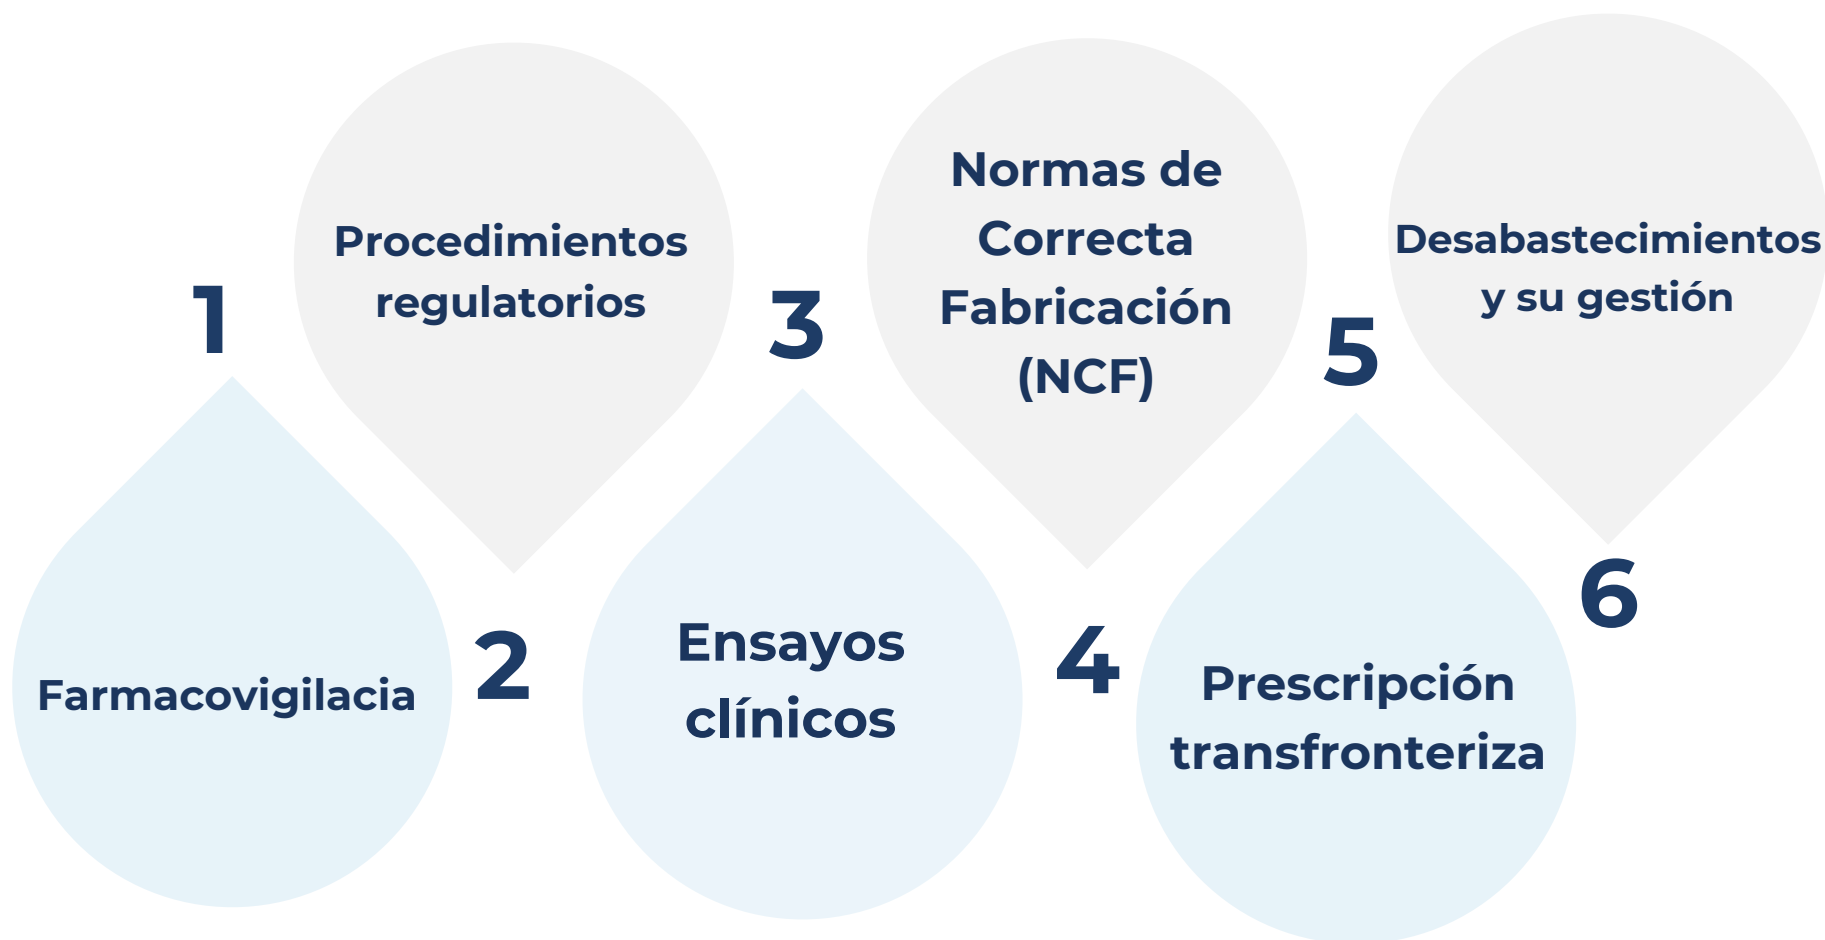 1
Farmacovigilacia
Procedimientos
regulatorios
2
3
Ensayos
clínicos
Normas de
Correcta
Fabricación
(NCF)
4
5
Prescripción
transfronteriza
Desabastecimientos
y su gestión
6